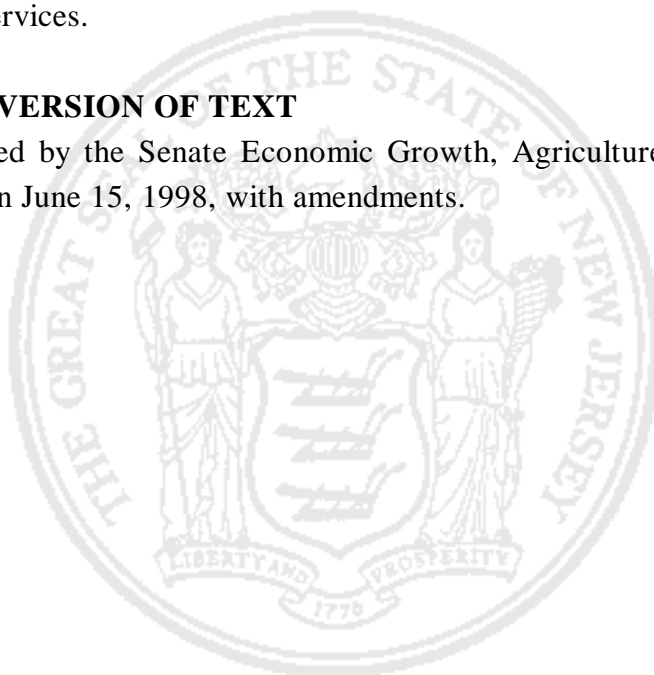 ervices.
VERSION OF TEXT
ed by the Senate Economic Growth, Agriculture
n June 15, 1998, with amendments.
THE GREAT SEAL OF THE STATE OF NEW JERSEY
LIBERTY AND PROSPERITY
1776